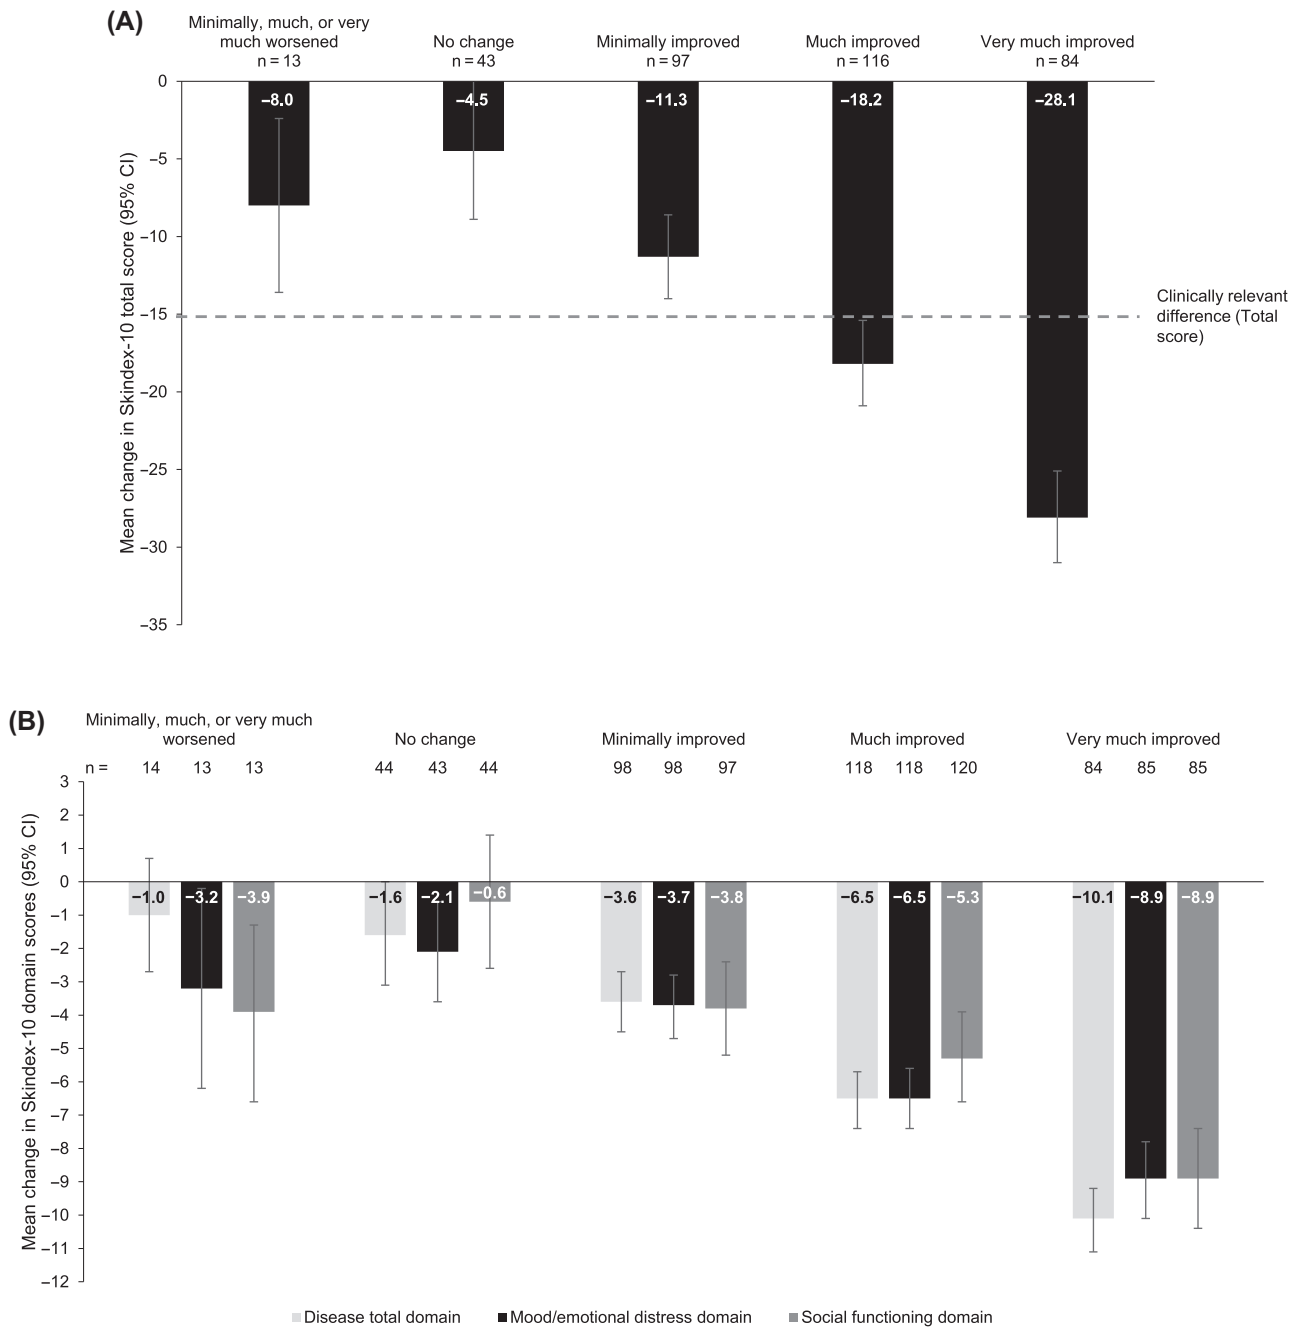 (A)
Minimally, much, or very
much worsened
n = 13
No change
n = 43
Minimally improved
n = 97
Much improved
n = 116
Very much improved
n = 84
Mean change in Skindex-10 total score (95% CI)
0
−5
−10
−15
−20
−25
−30
−35
−8.0
−4.5
−11.3
−18.2
−28.1
Clinically relevant
difference (Total
score)
(B)
Minimally, much, or very much
worsened
No change
Minimally improved
Much improved
Very much improved
n = 14 13 13 44 43 44 98 98 97 118 118 120 84 85 85
Mean change in Skindex-10 domain scores (95% CI)
3
2
1
0
−1
−2
−3
−4
−5
−6
−7
−8
−9
−10
−11
−12
−1.0 −3.2 −3.9 −1.6 −2.1 −0.6 −3.6 −3.7 −3.8 −6.5 −6.5 −5.3 −10.1 −8.9 −8.9
Disease total domain Mood/emotional distress domain Social functioning domain